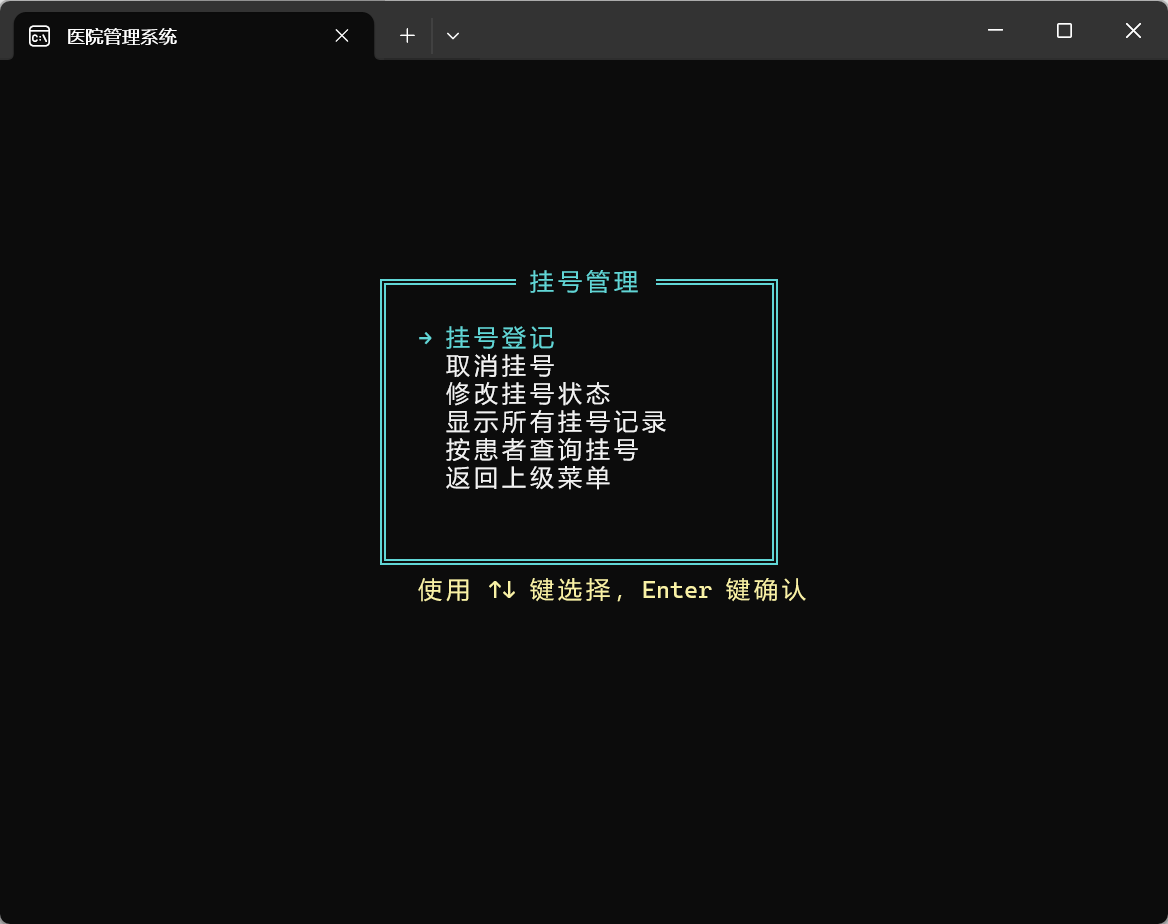 医院管理系统
挂号管理
→ 挂号登记
取消挂号
修改挂号状态
显示所有挂号记录
按患者查询挂号
返回上级菜单
使用 ↑↓ 键选择, Enter 键确认